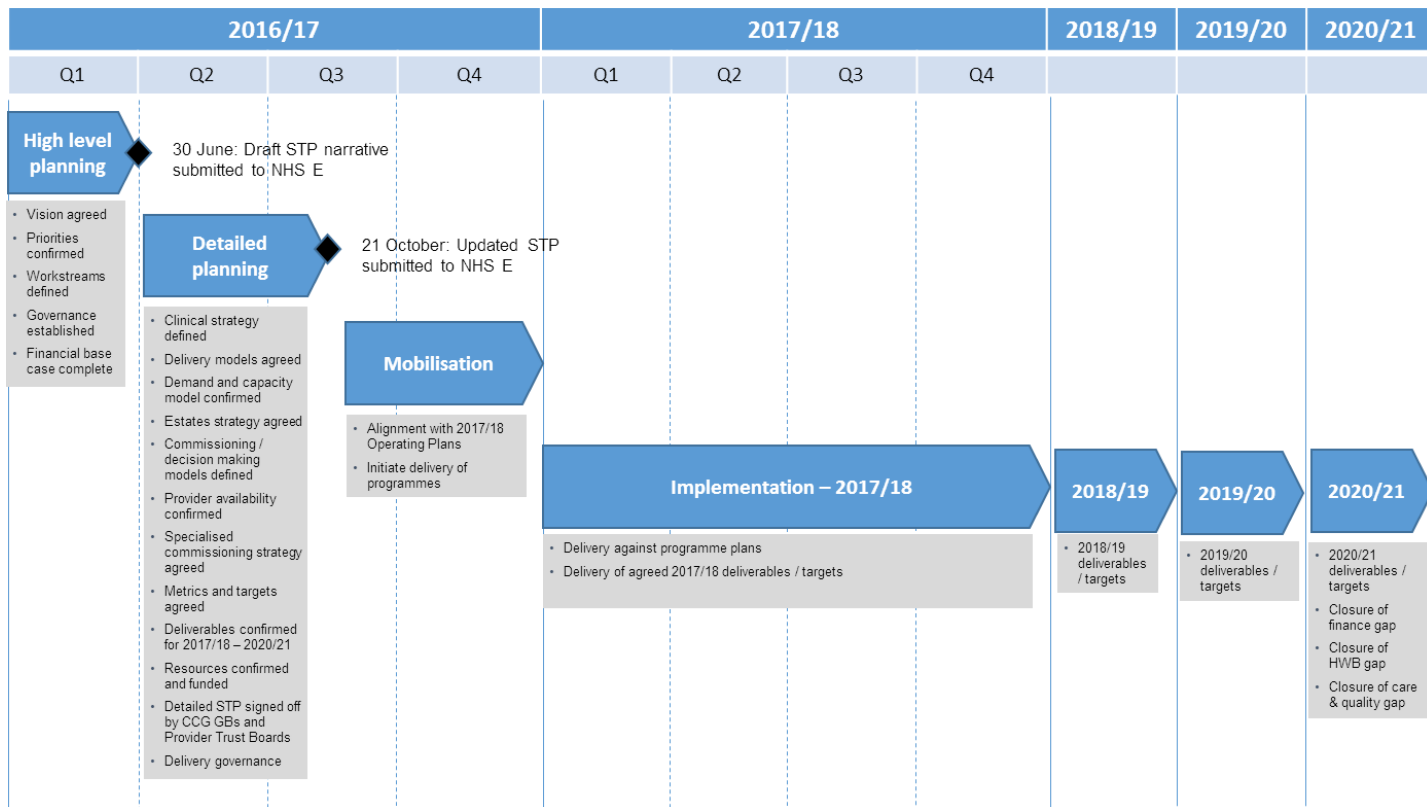 2016/17
2017/18
2018/19
2019/20
2020/21
Q1
Q2
Q3
Q4
Q1
Q2
Q3
Q4
High level
planning
30 June: Draft STP narrative
submitted to NHS E
• Vision agreed
• Priorities
confirmed
• Workstreams
defined
• Governance
established
• Financial base
case complete
Detailed
planning
21 October: Updated STP
submitted to NHS E
• Clinical strategy
defined
• Delivery models agreed
• Demand and capacity
model confirmed
• Estates strategy agreed
• Commissioning /
decision making
models defined
• Provider availability
confirmed
• Specialised
commissioning strategy
agreed
• Metrics and targets
agreed
• Deliverables confirmed
for 2017/18 – 2020/21
• Resources confirmed
and funded
• Detailed STP signed off
by CCG GBs and
Provider Trust Boards
• Delivery governance
Mobilisation
• Alignment with 2017/18
Operating Plans
• Initiate delivery of
programmes
Implementation – 2017/18
• Delivery against programme plans
• Delivery of agreed 2017/18 deliverables / targets
2018/19
• 2018/19
deliverables
/ targets
2019/20
• 2019/20
deliverables /
targets
2020/21
• 2020/21
deliverables /
targets
• Closure of
finance gap
• Closure of
HWB gap
• Closure of care
& quality gap